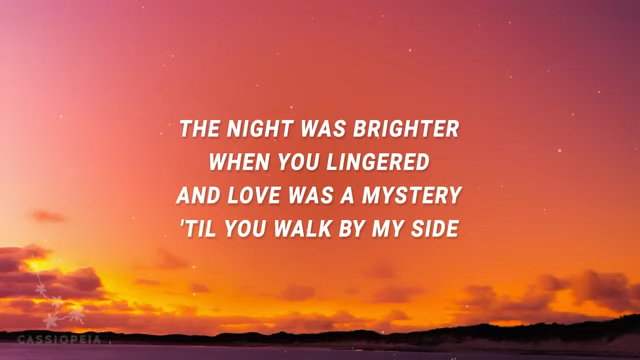 THE NIGHT WAS BRIGHTER
WHEN YOU LINGERED
AND LOVE WAS A MYSTERY
'TIL YOU WALK BY MY SIDE
CASSIOPEIA